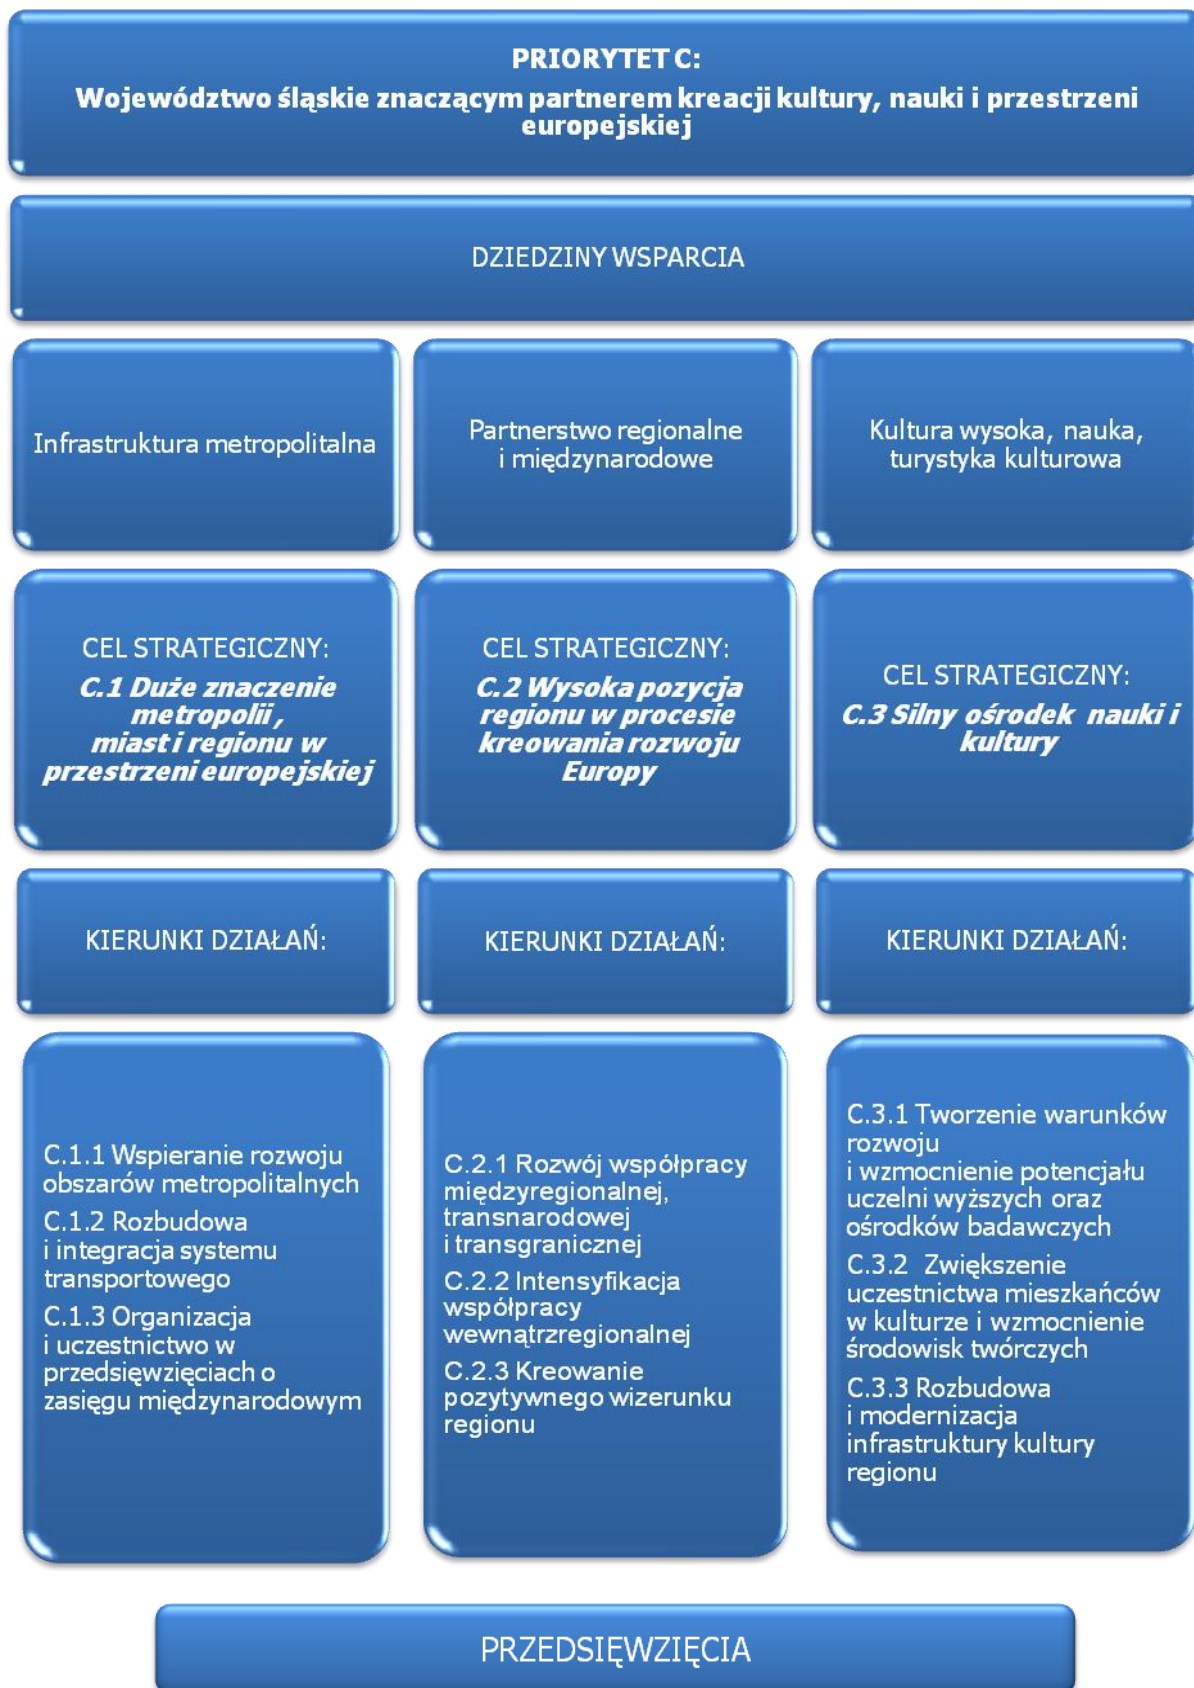 PRIORYTET C:
Województwo śląskie znaczącym partnerem kreacji kultury, nauki i przestrzeni
europejskiej
DZIEDZINY WSPARCIA
Infrastruktura metropolitalna
Partnerstwo regionalne
i międzynarodowe
Kultura wysoka, nauka,
turystyka kulturowa
CEL STRATEGICZNY:
C.1 Duże znaczenie
metropolii,
miast i regionu w
przestrzeni europejskiej
CEL STRATEGICZNY:
C.2 Wysoka pozycja
regionu w procesie
kreowania rozwoju
Europy
CEL STRATEGICZNY:
C.3 Silny ośrodek nauki i
kultury
KIERUNKI DZIAŁAŃ:
KIERUNKI DZIAŁAŃ:
KIERUNKI DZIAŁAŃ:
C.1.1 Wspieranie rozwoju
obszarów metropolitalnych
C.1.2 Rozbudowa
i integracja systemu
transportowego
C.1.3 Organizacja
i uczestnictwo w
przedsięwzięciach o
zasięgu międzynarodowym
C.2.1 Rozwój współpracy
międzyregionalnej,
transnarodowej
i transgranicznej
C.2.2 Intensyfikacja
współpracy
wewnątrzregionalnej
C.2.3 Kreowanie
pozytywnego wizerunku
regionu
C.3.1 Tworzenie warunków
rozwoju
i wzmocnienie potencjału
uczelni wyższych oraz
ośrodków badawczych
C.3.2 Zwiększenie
uczestnictwa mieszkańców
w kulturze i wzmocnienie
środowisk twórczych
C.3.3 Rozbudowa
i modernizacja
infrastruktury kultury
regionu
PRZEDSIĘWZIĘCIA